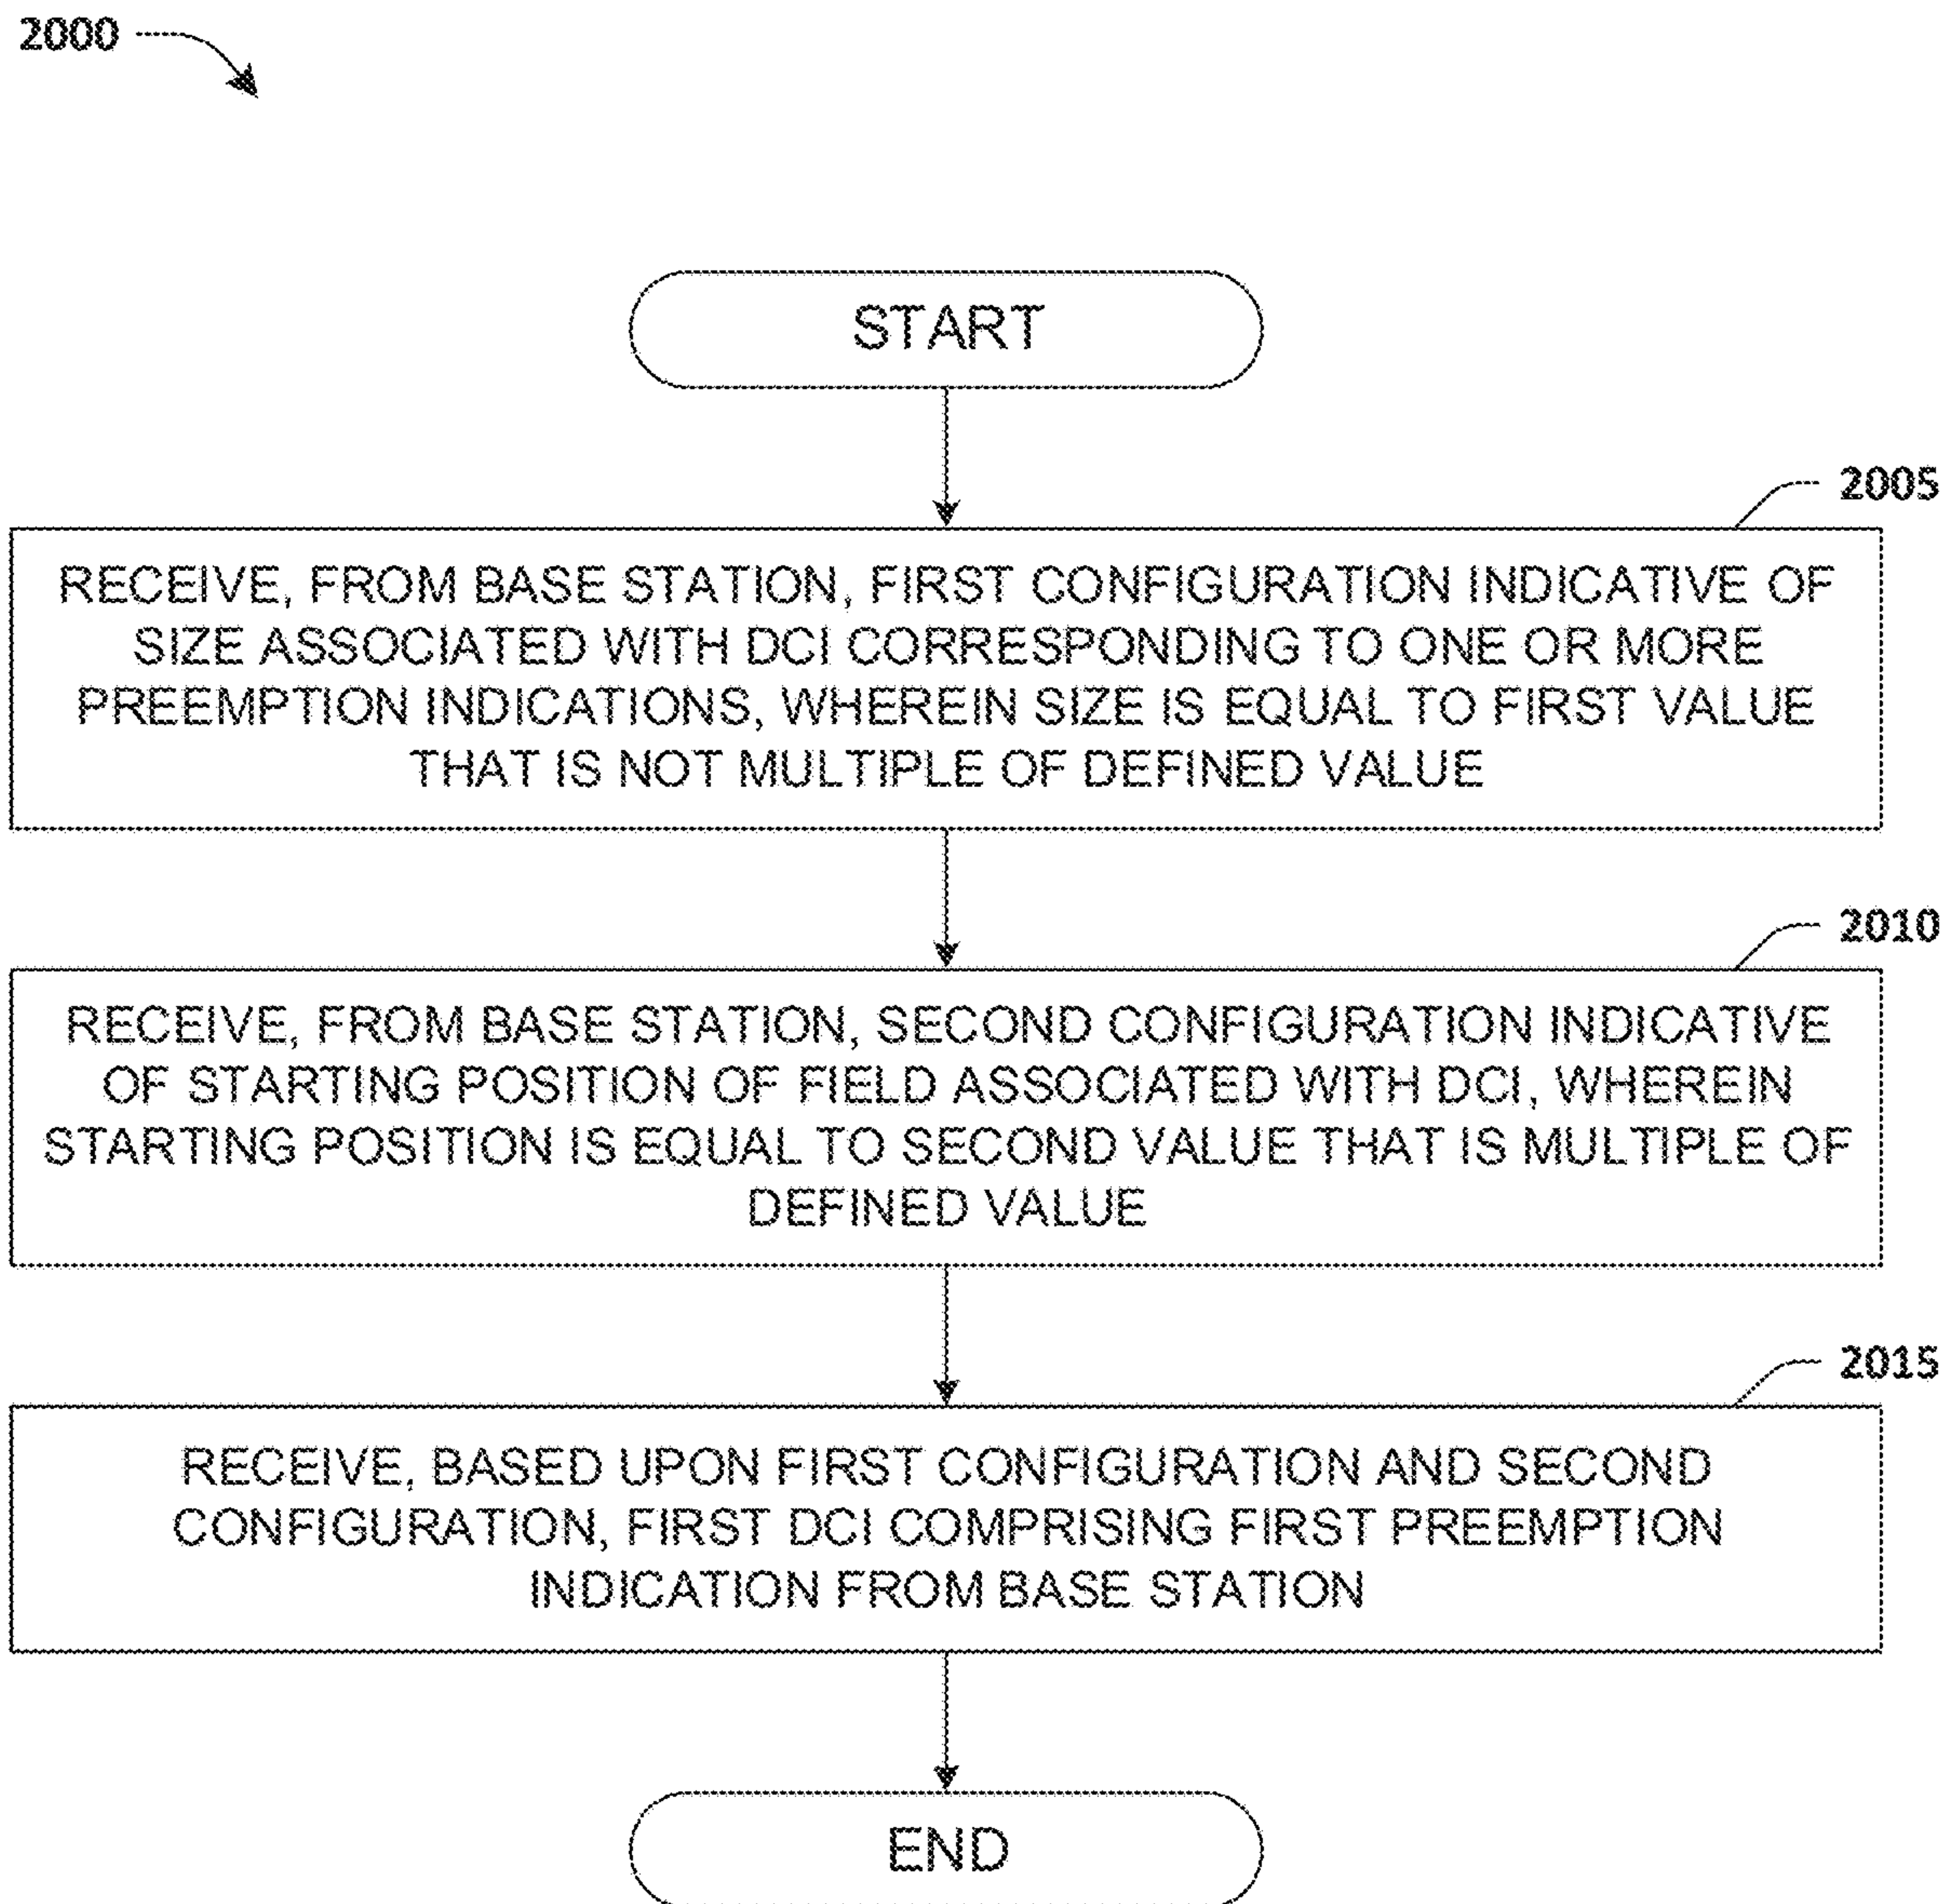 2000
START
2005
RECEIVE, FROM BASE STATION, FIRST CONFIGURATION INDICATIVE OF
SIZE ASSOCIATED WITH DCI CORRESPONDING TO ONE OR MORE
PREEMPTION INDICATIONS, WHEREIN SIZE IS EQUAL TO FIRST VALUE
THAT IS NOT MULTIPLE OF DEFINED VALUE
2010
RECEIVE, FROM BASE STATION, SECOND CONFIGURATION INDICATIVE
OF STARTING POSITION OF FIELD ASSOCIATED WITH DCI, WHEREIN
STARTING POSITION IS EQUAL TO SECOND VALUE THAT IS MULTIPLE OF
DEFINED VALUE
2015
RECEIVE, BASED UPON FIRST CONFIGURATION AND SECOND
CONFIGURATION, FIRST DCI COMPRISING FIRST PREEMPTION
INDICATION FROM BASE STATION
END